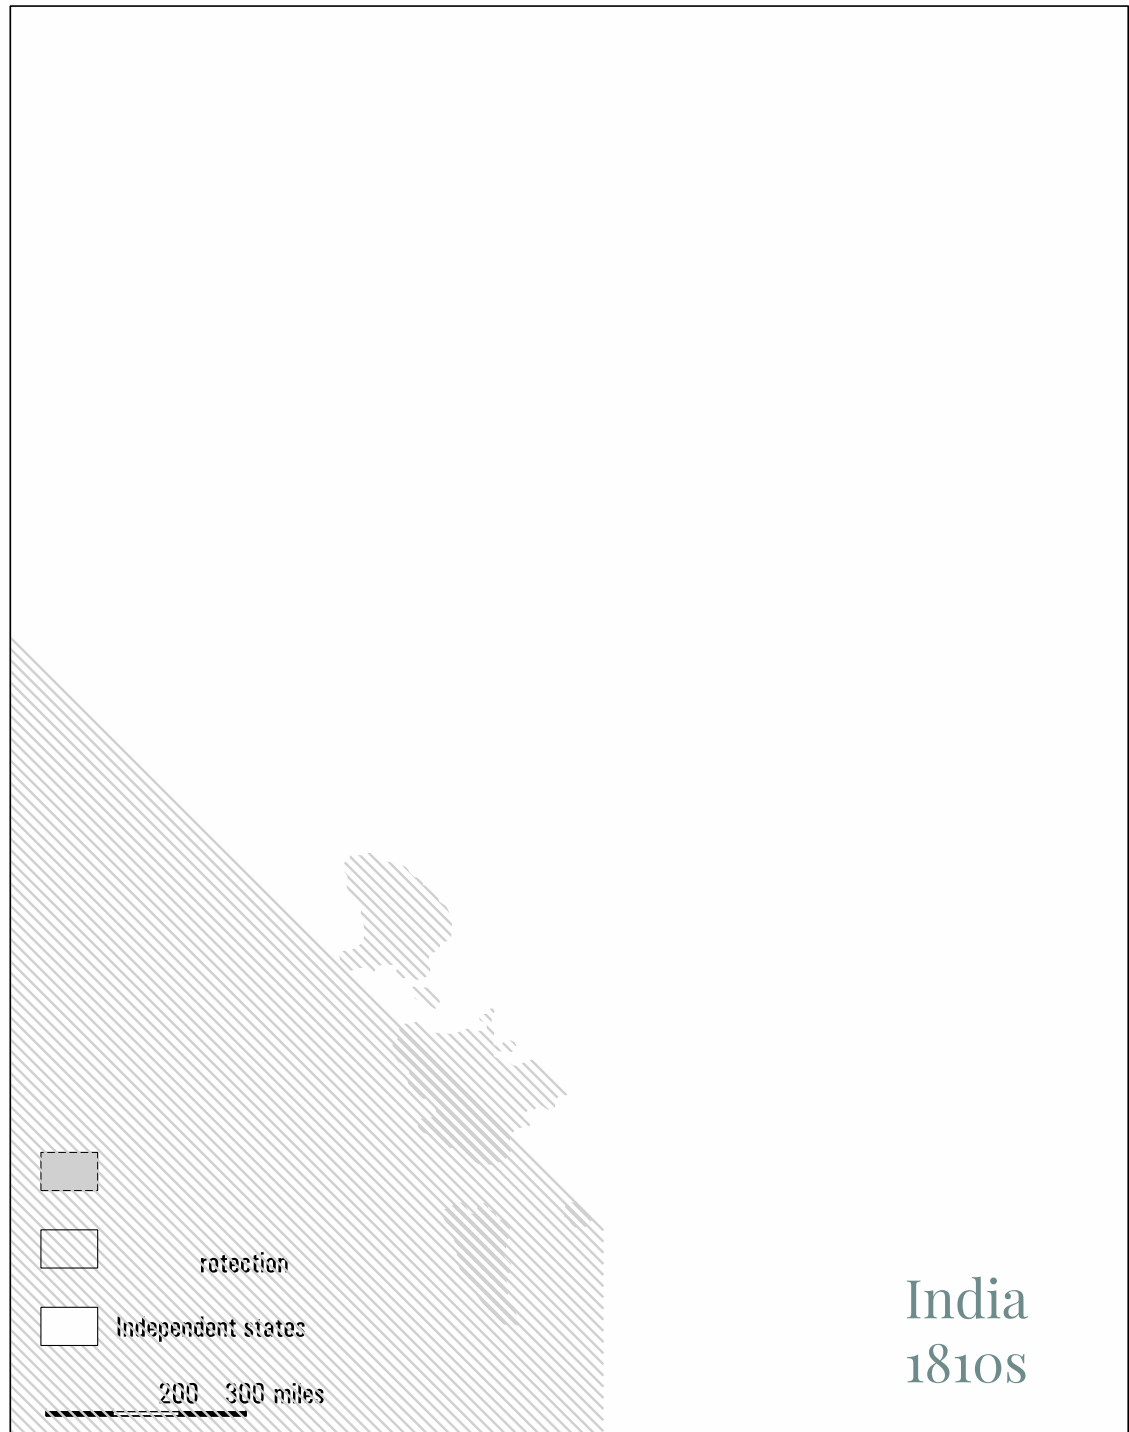 rotection
Independent states
200 300 miles
India
1810s